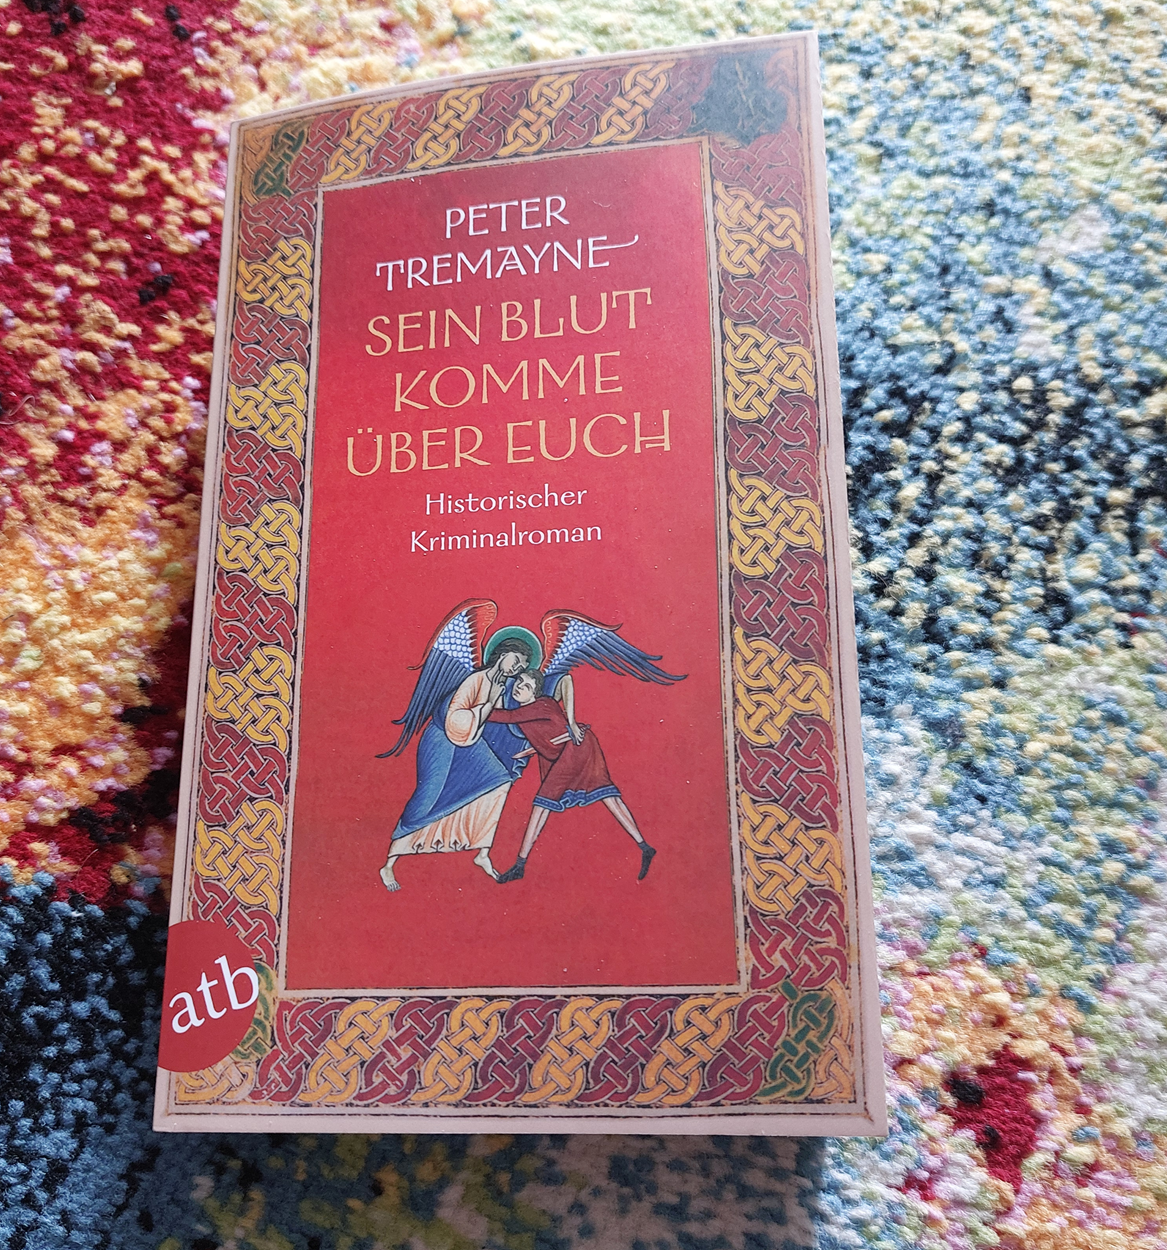 PETER
TREMAYNE
SEIN BLUT
KOMME
ÜBER EUCH
Historischer
Kriminalroman
atb